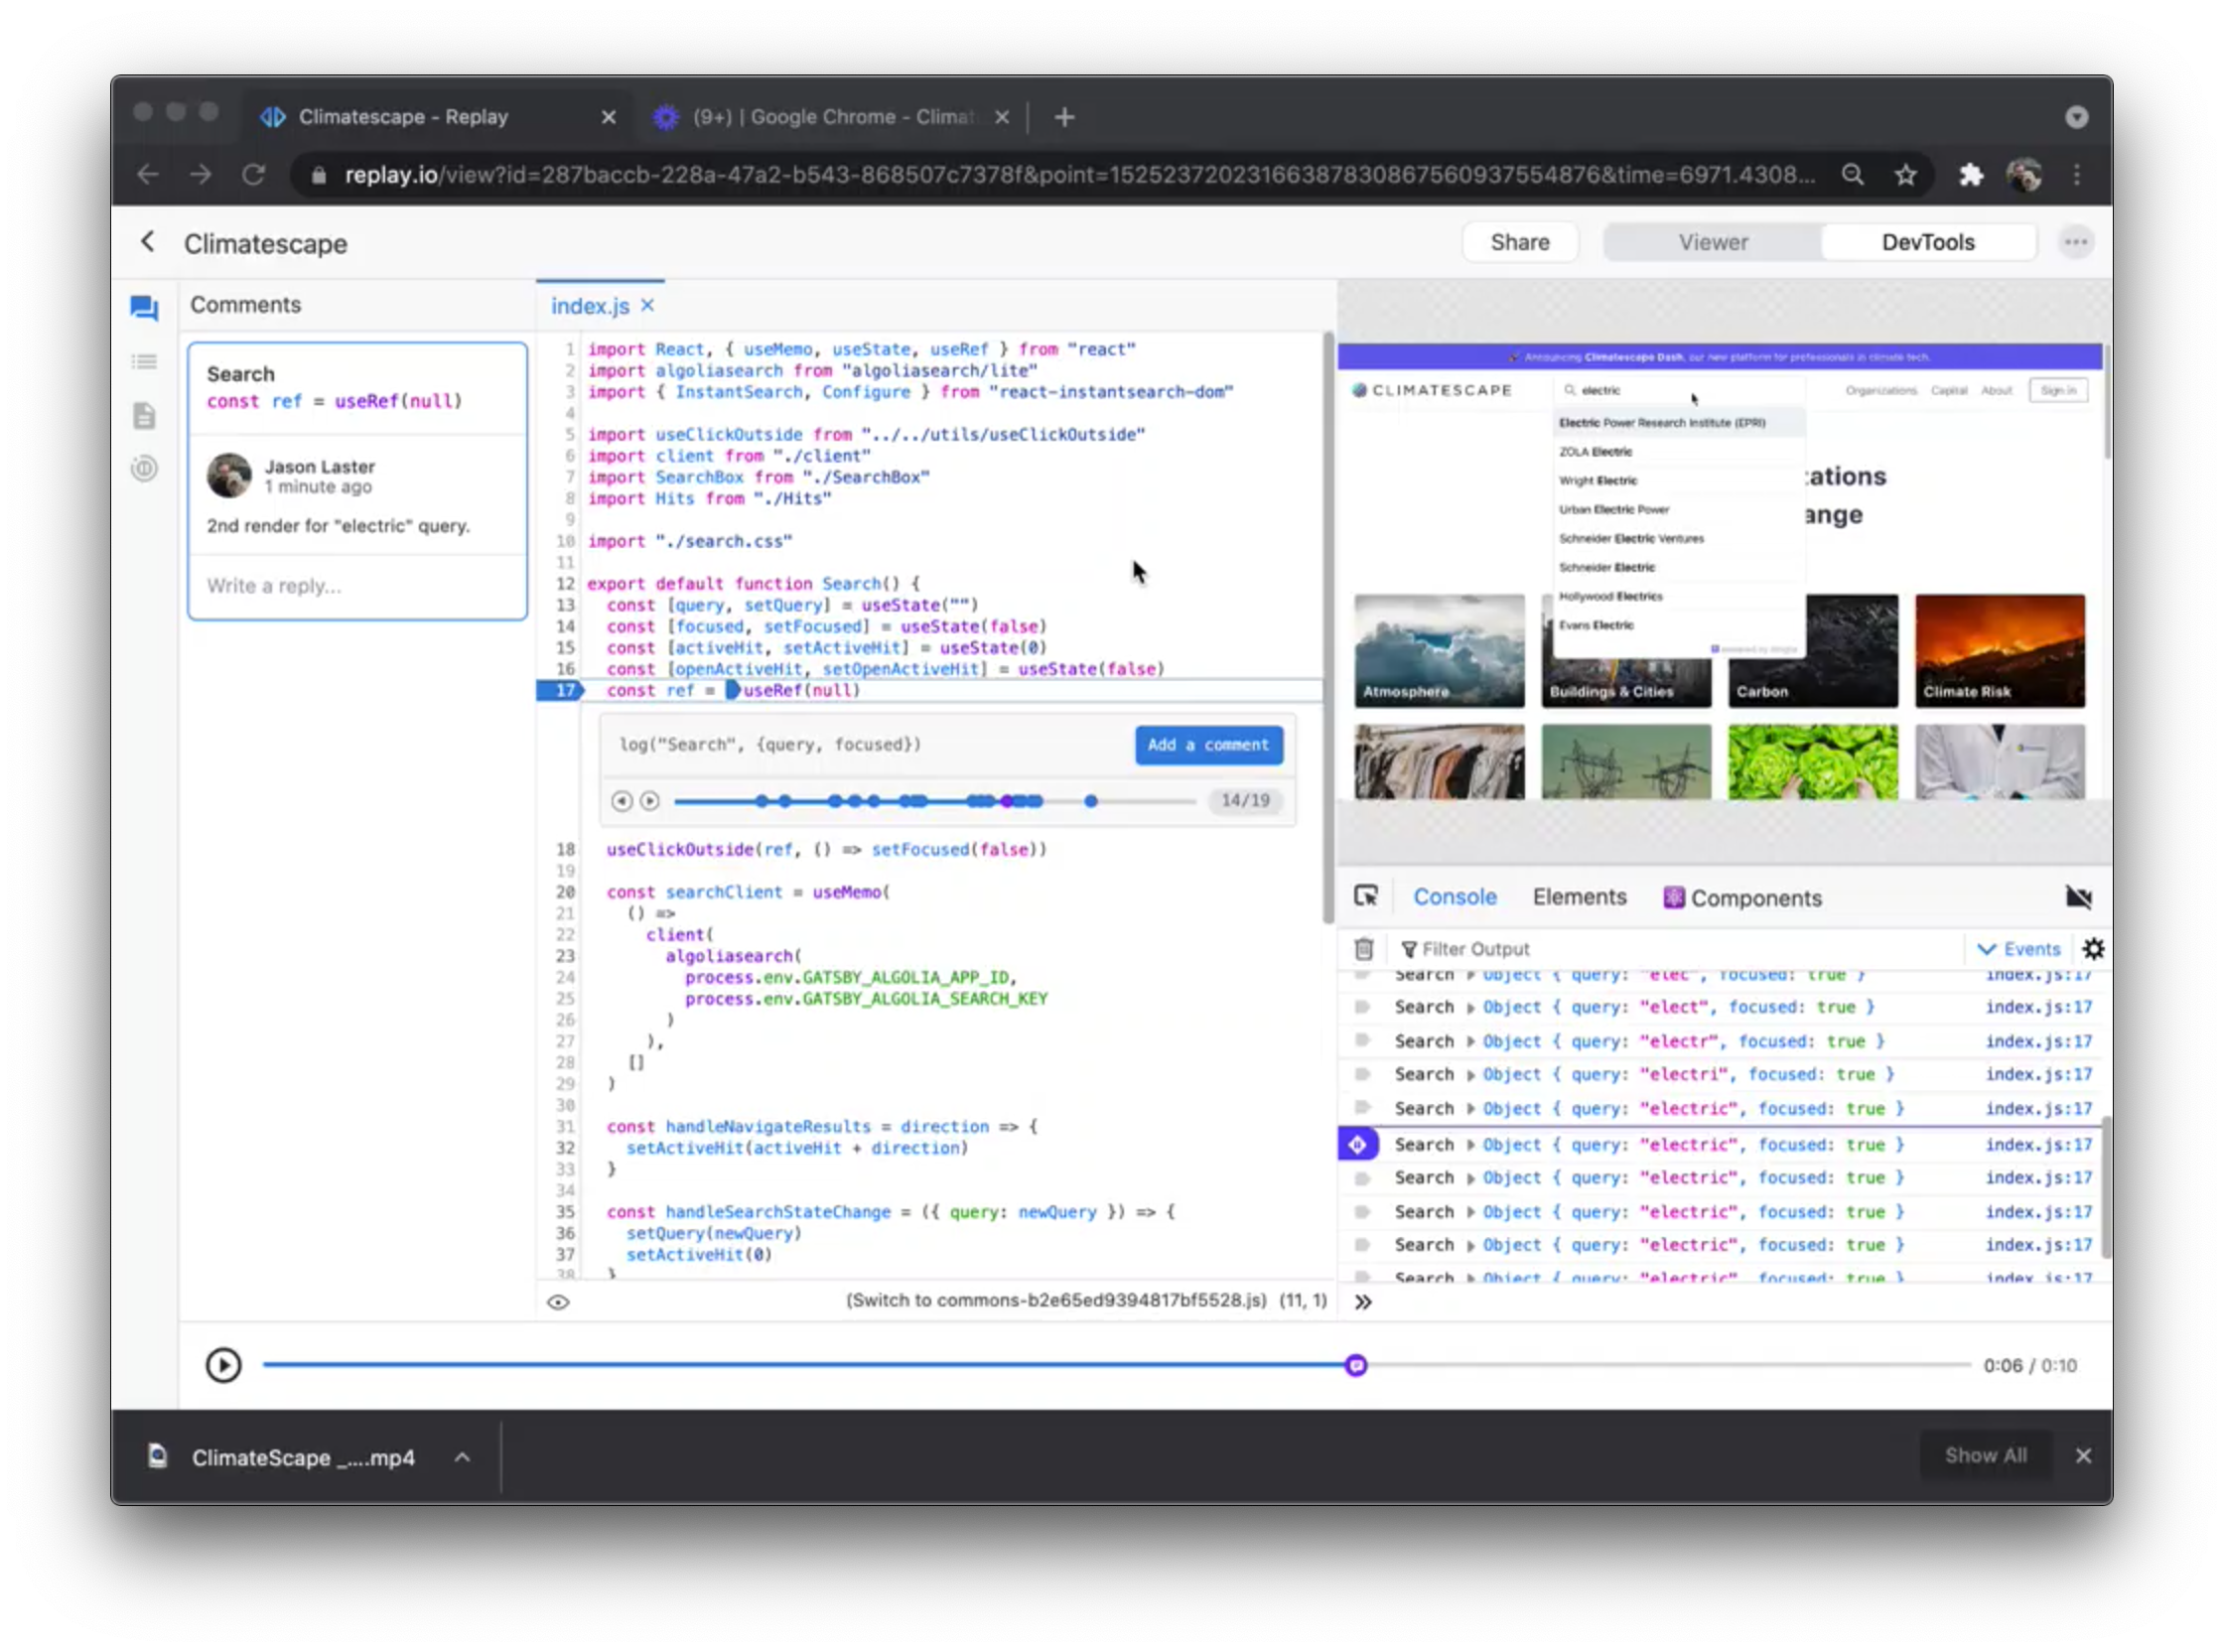 Climatescape - Replay
(9+) | Google Chrome - Climat
replay.io/view?id=287baccb-228a-47a2-b543-868507c7378f&point=15252372023166387830867560937554876&time=6971.4308...
Climatescape
Share
Viewer
DevTools
Comments
Search
const ref = useRef(null)
Jason Laster
1 minute ago
2nd render for "electric" query.
Write a reply...
index.js
1 import React, { useMemo, useState, useRef } from "react"
2 import algoliasearch from "algoliasearch/lite"
3 import { InstantSearch, Configure } from "react-instantsearch-dom"
4
5 import useClickOutside from "../../utils/useClickOutside"
6 import client from "./client"
7 import SearchBox from "./SearchBox"
8 import Hits from "./Hits"
9
10 import "./search.css"
11
12 export default function Search() {
13 const [query, setQuery] = useState("")
14 const [focused, setFocused] = useState(false)
15 const [activeHit, setActiveHit] = useState(0)
16 const [openActiveHit, setOpenActiveHit] = useState(false)
17 const ref = useRef(null)
log("Search", {query, focused})
Add a comment
14/19
18 useClickOutside(ref, () => setFocused(false))
19
20 const searchClient = useMemo(
21 () =>
22 client(
23 algoliasearch(
24 process.env.GATSBY_ALGOLIA_APP_ID,
25 process.env.GATSBY_ALGOLIA_SEARCH_KEY
26 )
27 ),
28 []
29 )
30
31 const handleNavigateResults = direction => {
32 setActiveHit(activeHit + direction)
33 }
34
35 const handleSearchStateChange = ({ query: newQuery }) => {
36 setQuery(newQuery)
37 setActiveHit(0)
38 }
(Switch to commons-b2e65ed9394817bf5528.js) (11, 1)
Announcing Climatescape Dash, our new platform for professionals in climate tech.
CLIMATESCAPE
electric
Organizations
Capital
About
Sign in
Electric Power Research Institute (EPRI)
ZOLA Electric
Wright Electric
Urban Electric Power
Schneider Electric Ventures
Schneider Electric
Hollywood Electrics
Evans Electric
powered by
ations
ange
Atmosphere
Buildings & Cities
Carbon
Climate Risk
Console
Elements
Components
Filter Output
Events
Search Object { query: "elec", focused: true } index.js:17
Search Object { query: "elect", focused: true } index.js:17
Search Object { query: "electr", focused: true } index.js:17
Search Object { query: "electri", focused: true } index.js:17
Search Object { query: "electric", focused: true } index.js:17
Search Object { query: "electric", focused: true } index.js:17
Search Object { query: "electric", focused: true } index.js:17
Search Object { query: "electric", focused: true } index.js:17
Search Object { query: "electric", focused: true } index.js:17
Search Object { query: "electric", focused: true } index.js:17
0:06 / 0:10
ClimateScape _....mp4
Show All